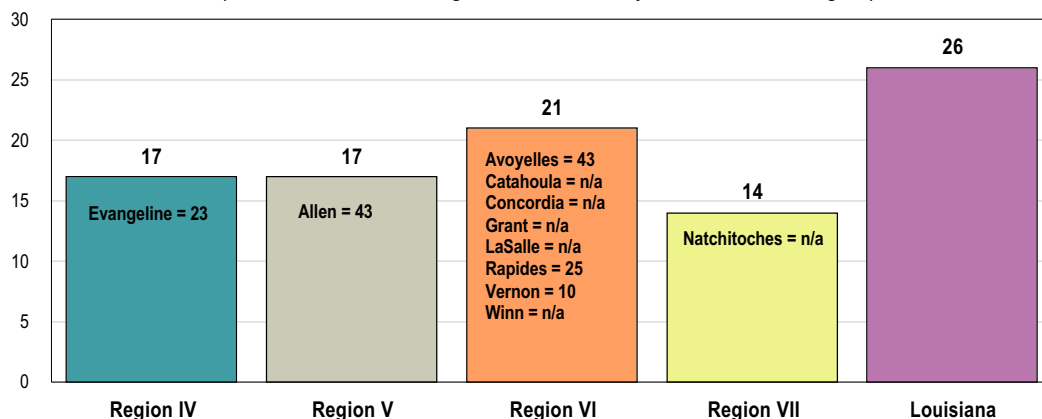 30
25
20
15
10
5
0
17
Evangeline = 23
17
Allen = 43
21
Avoyelles = 43
Catahoula = n/a
Concordia = n/a
Grant = n/a
LaSalle = n/a
Rapides = 25
Vernon = 10
Winn = n/a
14
Natchitoches = n/a
26
Region IV
Region V
Region VI
Region VII
Louisiana